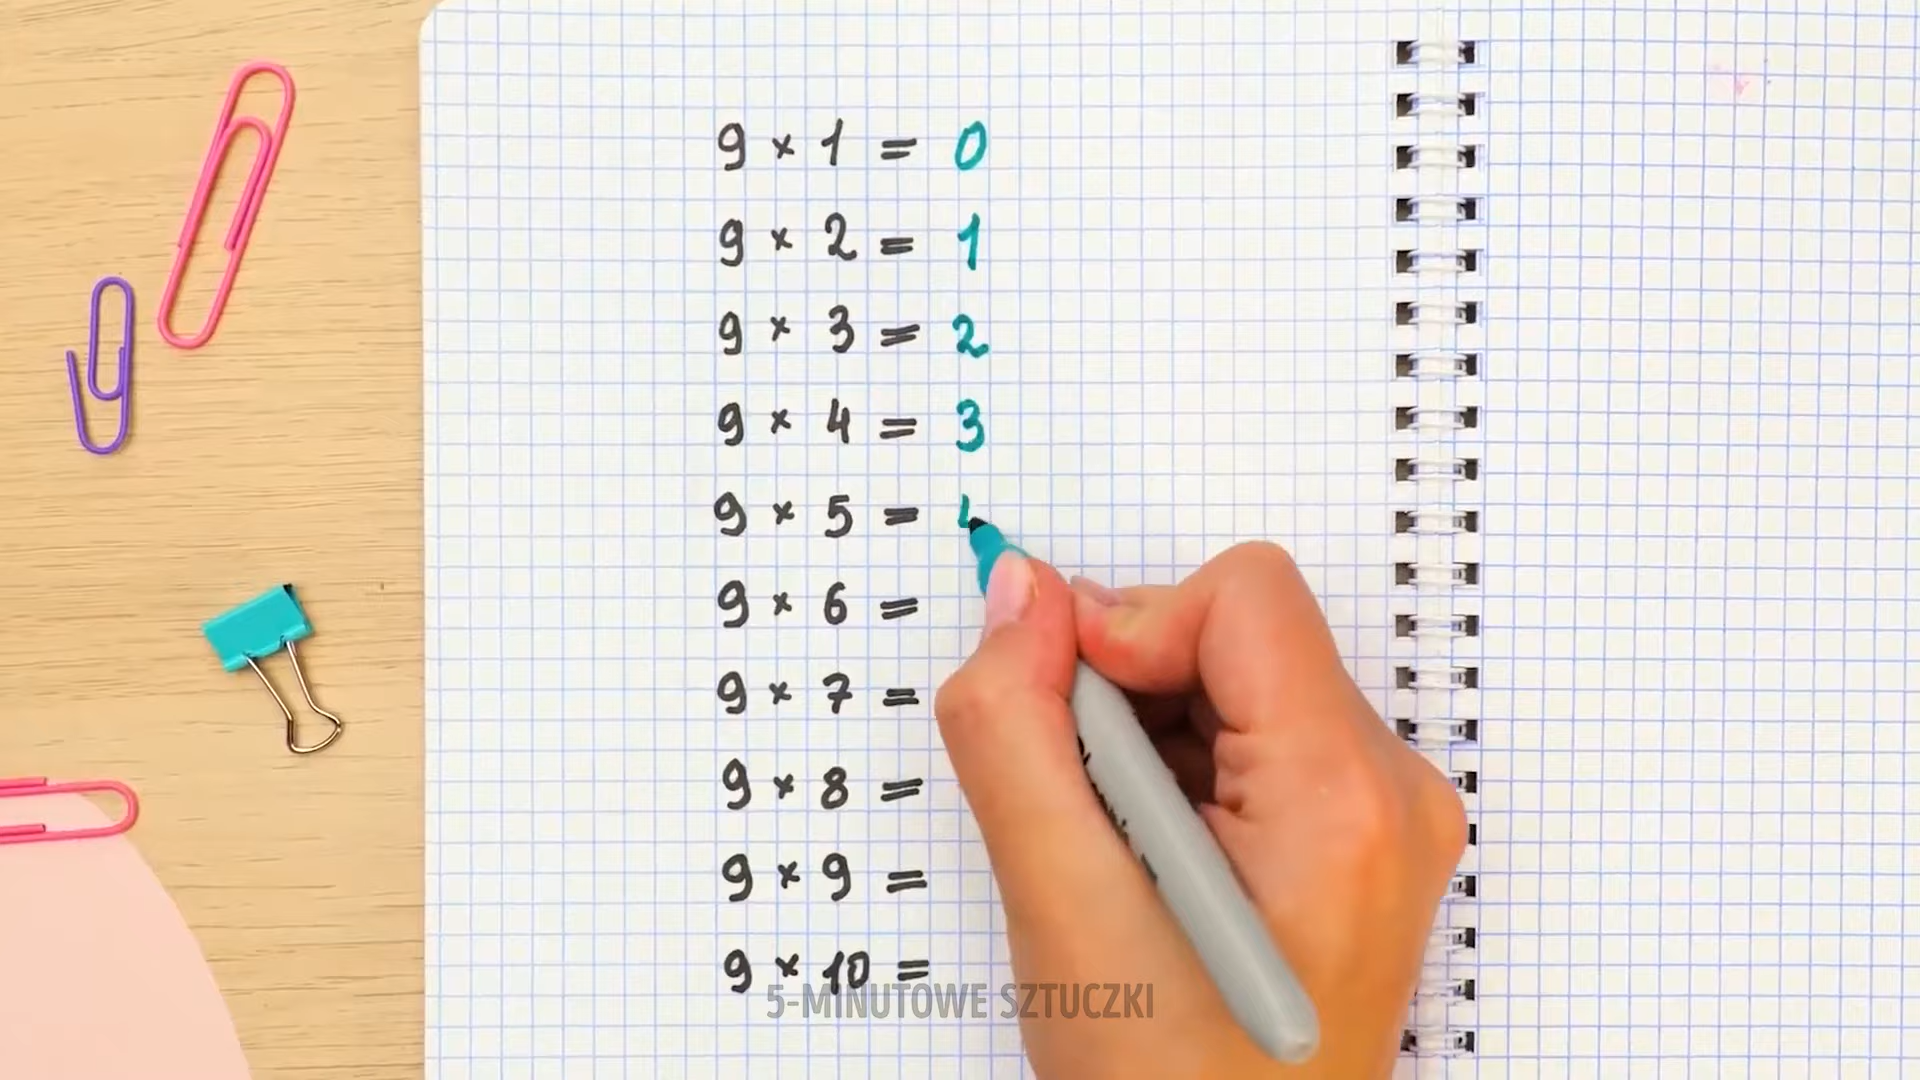 9 × 1 = 0
9 × 2 = 1
9 × 3 = 2
9 × 4 = 3
9 × 5 = 4
9 × 6 =
9 × 7 =
9 × 8 =
9 × 9 =
9 × 10 =
5-MINUTOWE SZTUCZKI